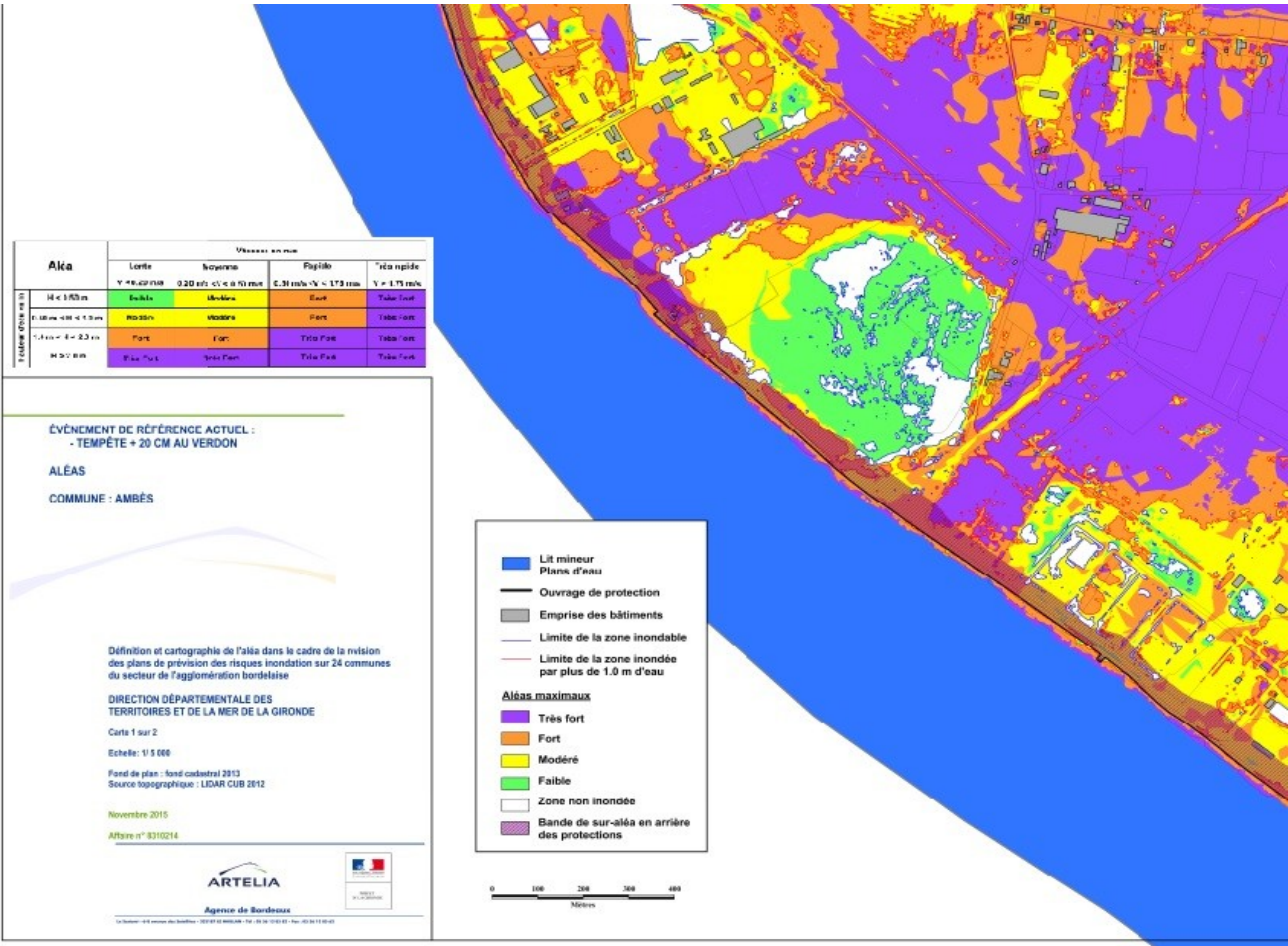 Aléa
Lente
Rapide
Très rapide
Faible
Modéré
Fort
Très Fort
Modéré
Fort
Très Fort
Fort
Fort
Très Fort
Très Fort
Très Fort
Très Fort
Très Fort
Très Fort
ÉVÈNEMENT DE RÉFÉRENCE ACTUEL :
- TEMPÊTE + 20 CM AU VERDON
ALÉAS
COMMUNE : AMBÈS
Définition et cartographie de l'aléa dans le cadre de la rvision
des plans de prévision des risques inondation sur 24 communes
du secteur de l'agglomération bordelaise
DIRECTION DÉPARTEMENTALE DES
TERRITOIRES ET DE LA MER DE LA GIRONDE
Carte 1 sur 2
Echelle: 1/ 5 000
Fond de plan : fond cadastral 2013
Source topographique : LIDAR CUB 2012
Novembre 2015
Affaire n° 8310214
ARTELIA
Agence de Bordeaux
Lit mineur
Plans d'eau
Ouvrage de protection
Emprise des bâtiments
Limite de la zone inondable
Limite de la zone inondée
par plus de 1.0 m d'eau
Aléas maximaux
Très fort
Fort
Modéré
Faible
Zone non inondée
Bande de sur-aléa en arrière
des protections
0 100 200 300 400
Mètres